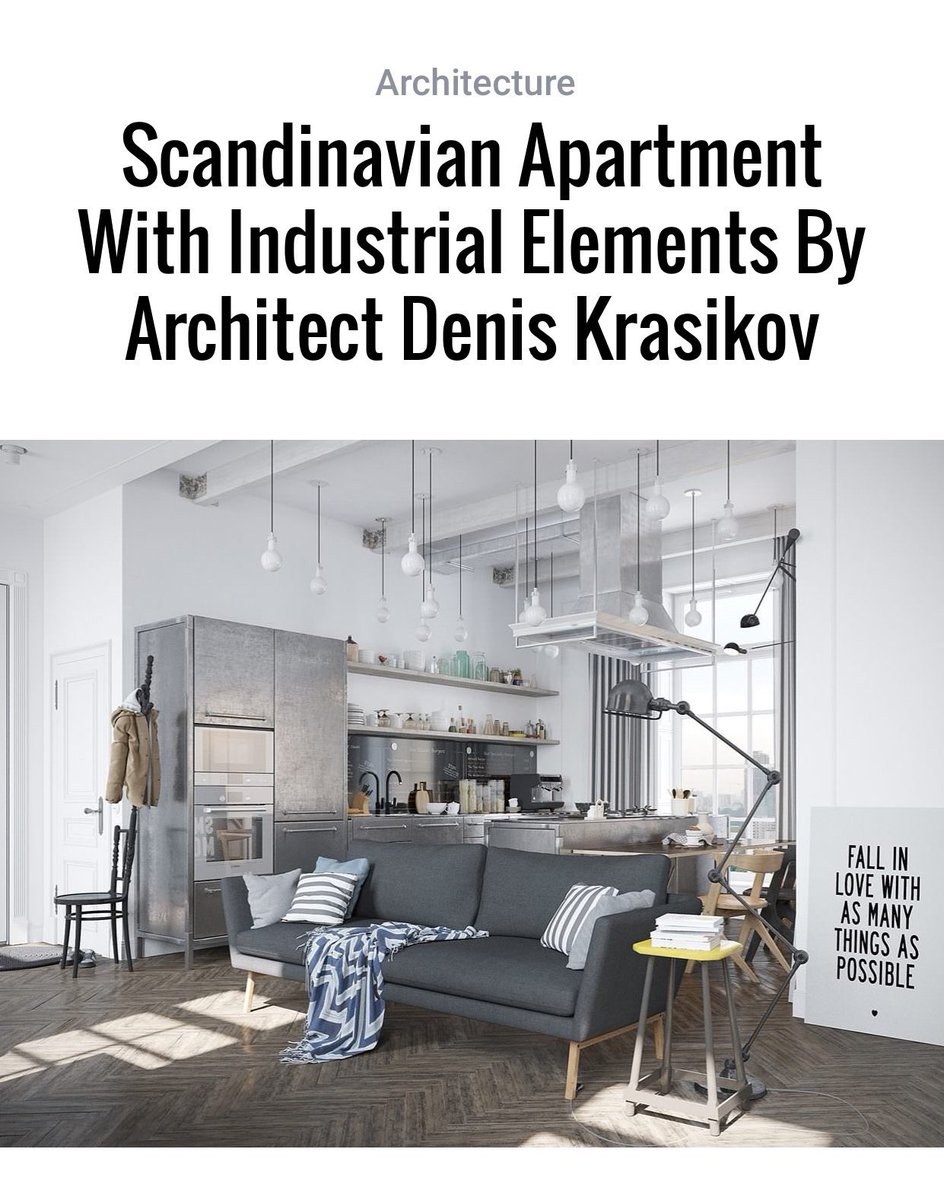 Architecture
Scandinavian Apartment
With Industrial Elements By
Architect Denis Krasikov
FALL IN
LOVE WITH
AS MANY
THINGS AS
POSSIBLE